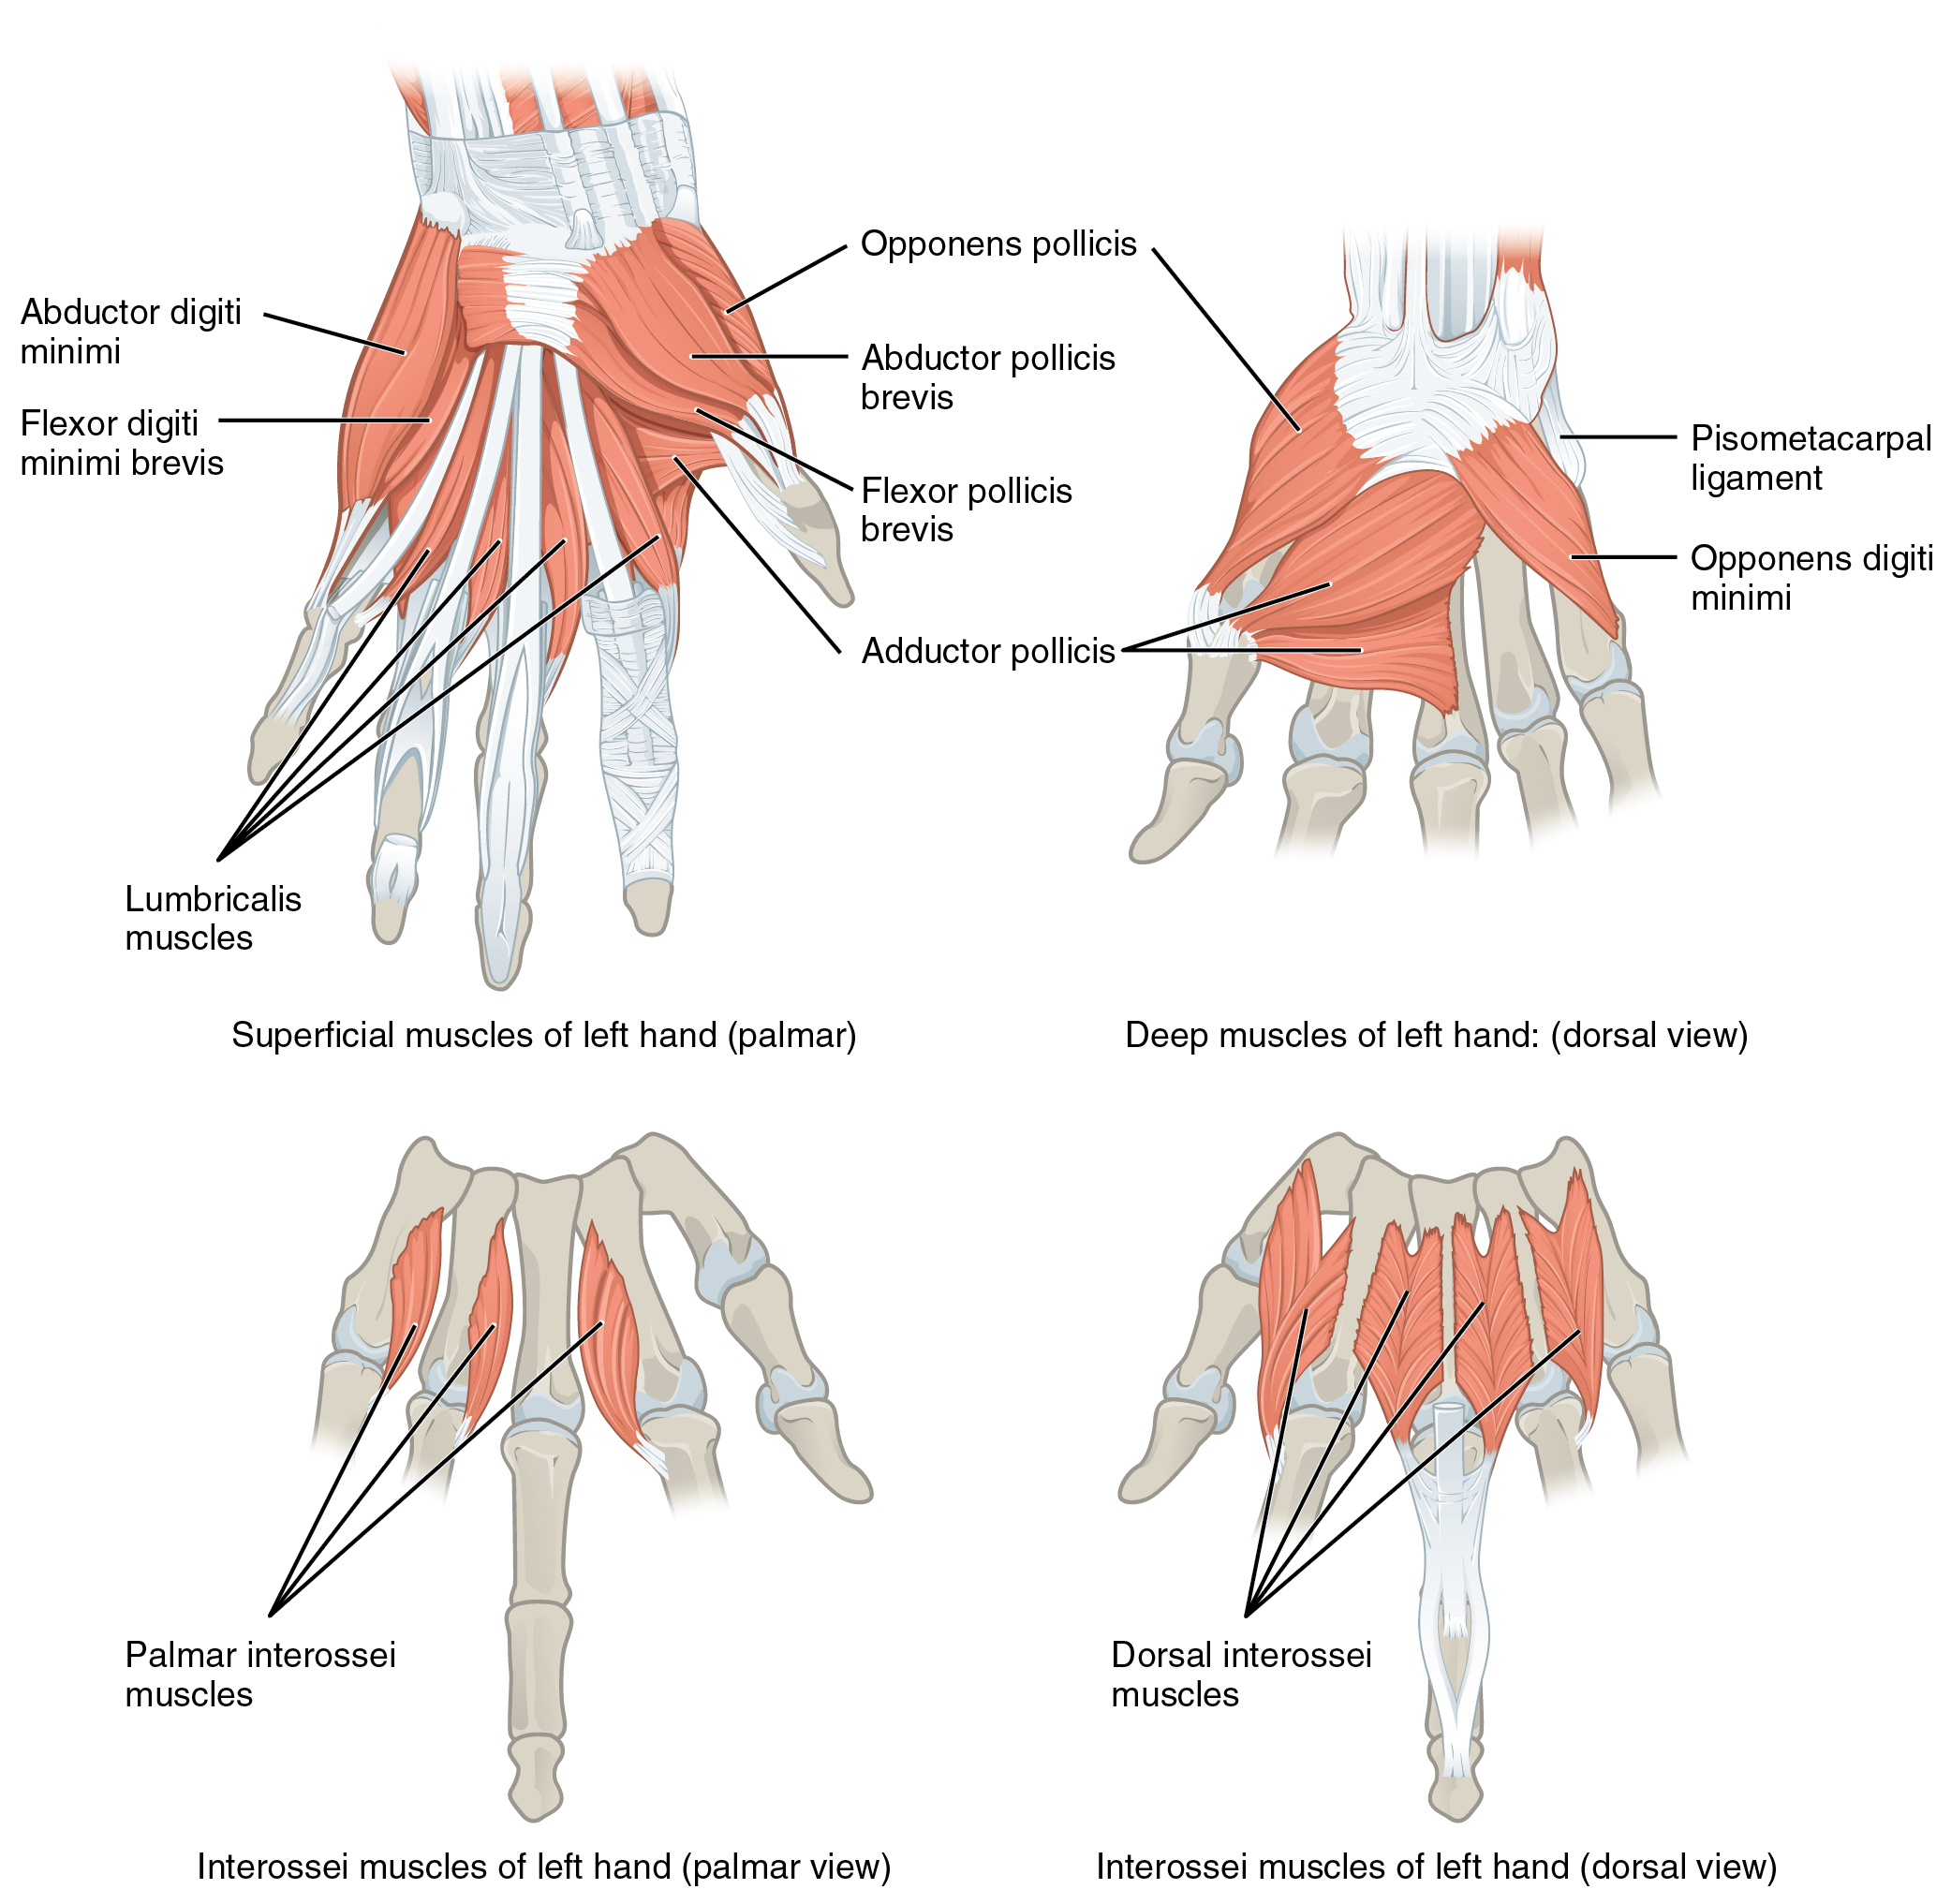 Opponens pollicis
Abductor digiti
minimi
Abductor pollicis
brevis
Flexor digiti
minimi brevis
Pisometacarpal
ligament
Flexor pollicis
brevis
Opponens digiti
minimi
Adductor pollicis
Lumbricalis
muscles
Superficial muscles of left hand (palmar)
Deep muscles of left hand: (dorsal view)
Palmar interossei
muscles
Dorsal interossei
muscles
Interossei muscles of left hand (palmar view)
Interossei muscles of left hand (dorsal view)